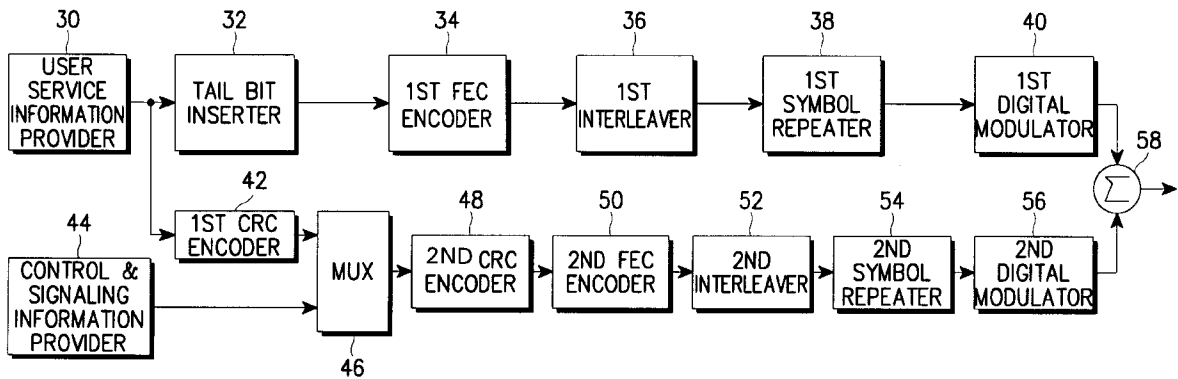 30
32
34
36
38
40
USER
SERVICE
INFORMATION
PROVIDER
TAIL BIT
INSERTER
1ST FEC
ENCODER
1ST
INTERLEAVER
1ST
SYMBOL
REPEATER
1ST
DIGITAL
MODULATOR
58
Σ
42
1ST CRC
ENCODER
44
CONTROL &
SIGNALING
INFORMATION
PROVIDER
MUX
46
48
2ND CRC
ENCODER
50
2ND FEC
ENCODER
52
2ND
INTERLEAVER
54
2ND
SYMBOL
REPEATER
56
2ND
DIGITAL
MODULATOR